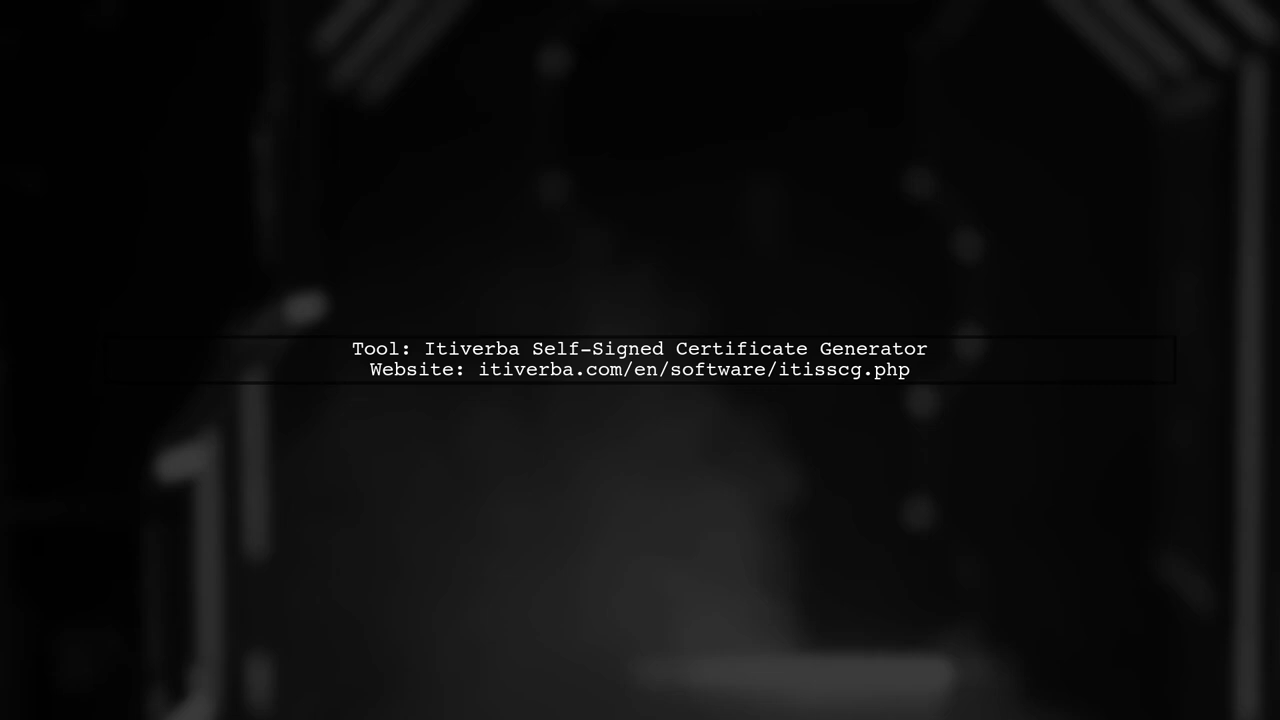 Tool: Itiverba Self-Signed Certificate Generator
Website: itiverba.com/en/software/itisscg.php